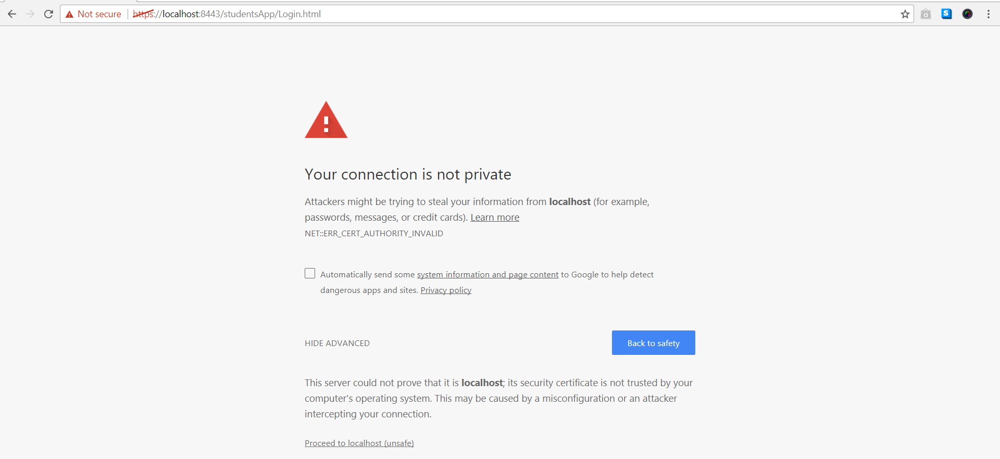 Not secure https://localhost:8443/studentsApp/Login.html
a S
Your connection is not private
Attackers might be trying to steal your information from localhost (for example,
passwords, messages, or credit cards). Learn more
NET::ERR_CERT_AUTHORITY_INVALID
Automatically send some system information and page content to Google to help detect
dangerous apps and sites. Privacy policy
HIDE ADVANCED
Back to safety
This server could not prove that it is localhost; its security certificate is not trusted by your
computer's operating system. This may be caused by a misconfiguration or an attacker
intercepting your connection.
Proceed to localhost (unsafe)